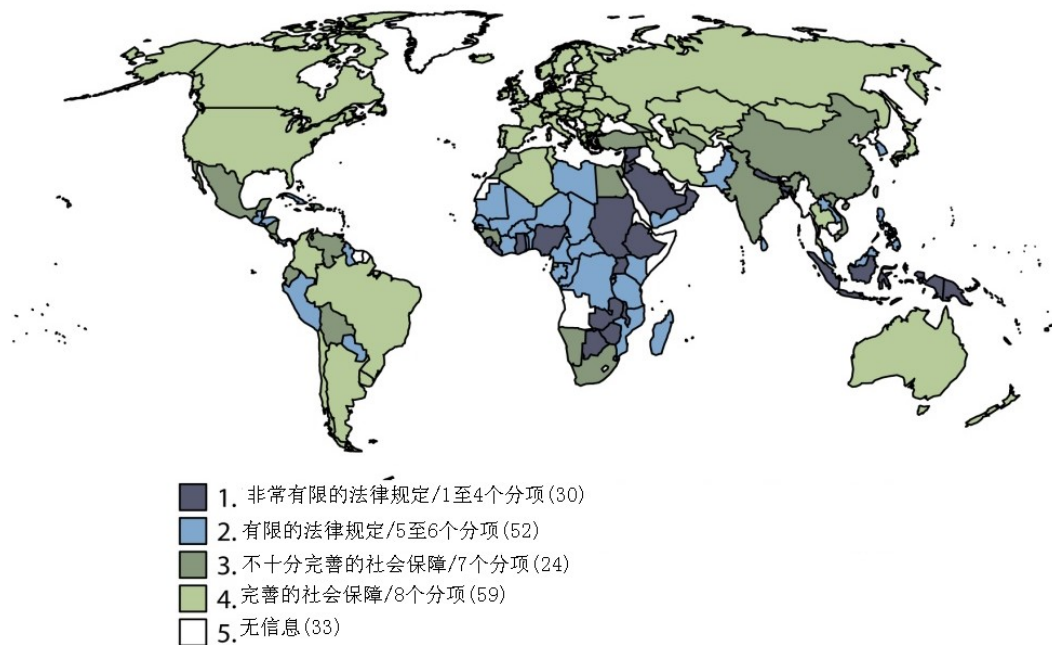 1. 非常有限的法律规定/1至4个分项(30)
2. 有限的法律规定/5至6个分项(52)
3. 不十分完善的社会保障/7个分项(24)
4. 完善的社会保障/8个分项(59)
5. 无信息(33)